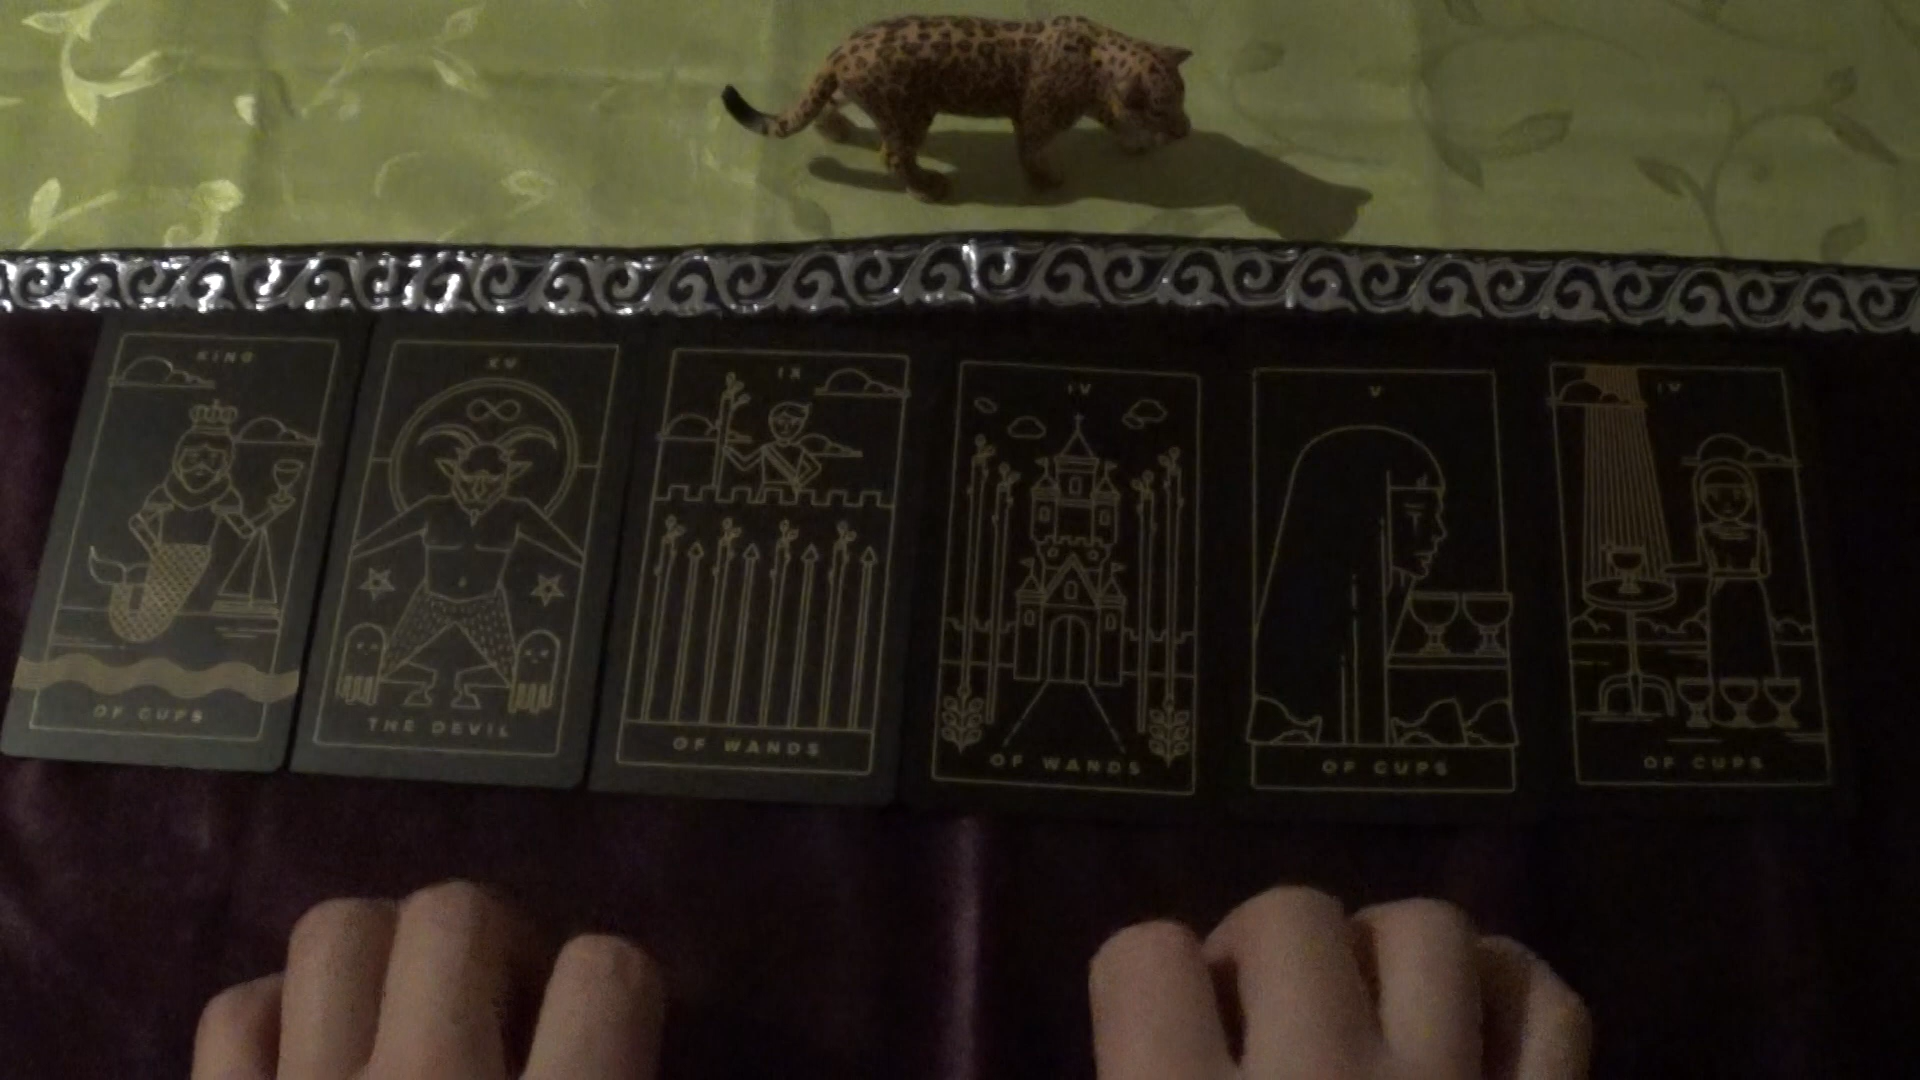 KING
OF CUPS
XV
THE DEVIL
IX
OF WANDS
IV
OF WANDS
V
OF CUPS
IV
OF CUPS